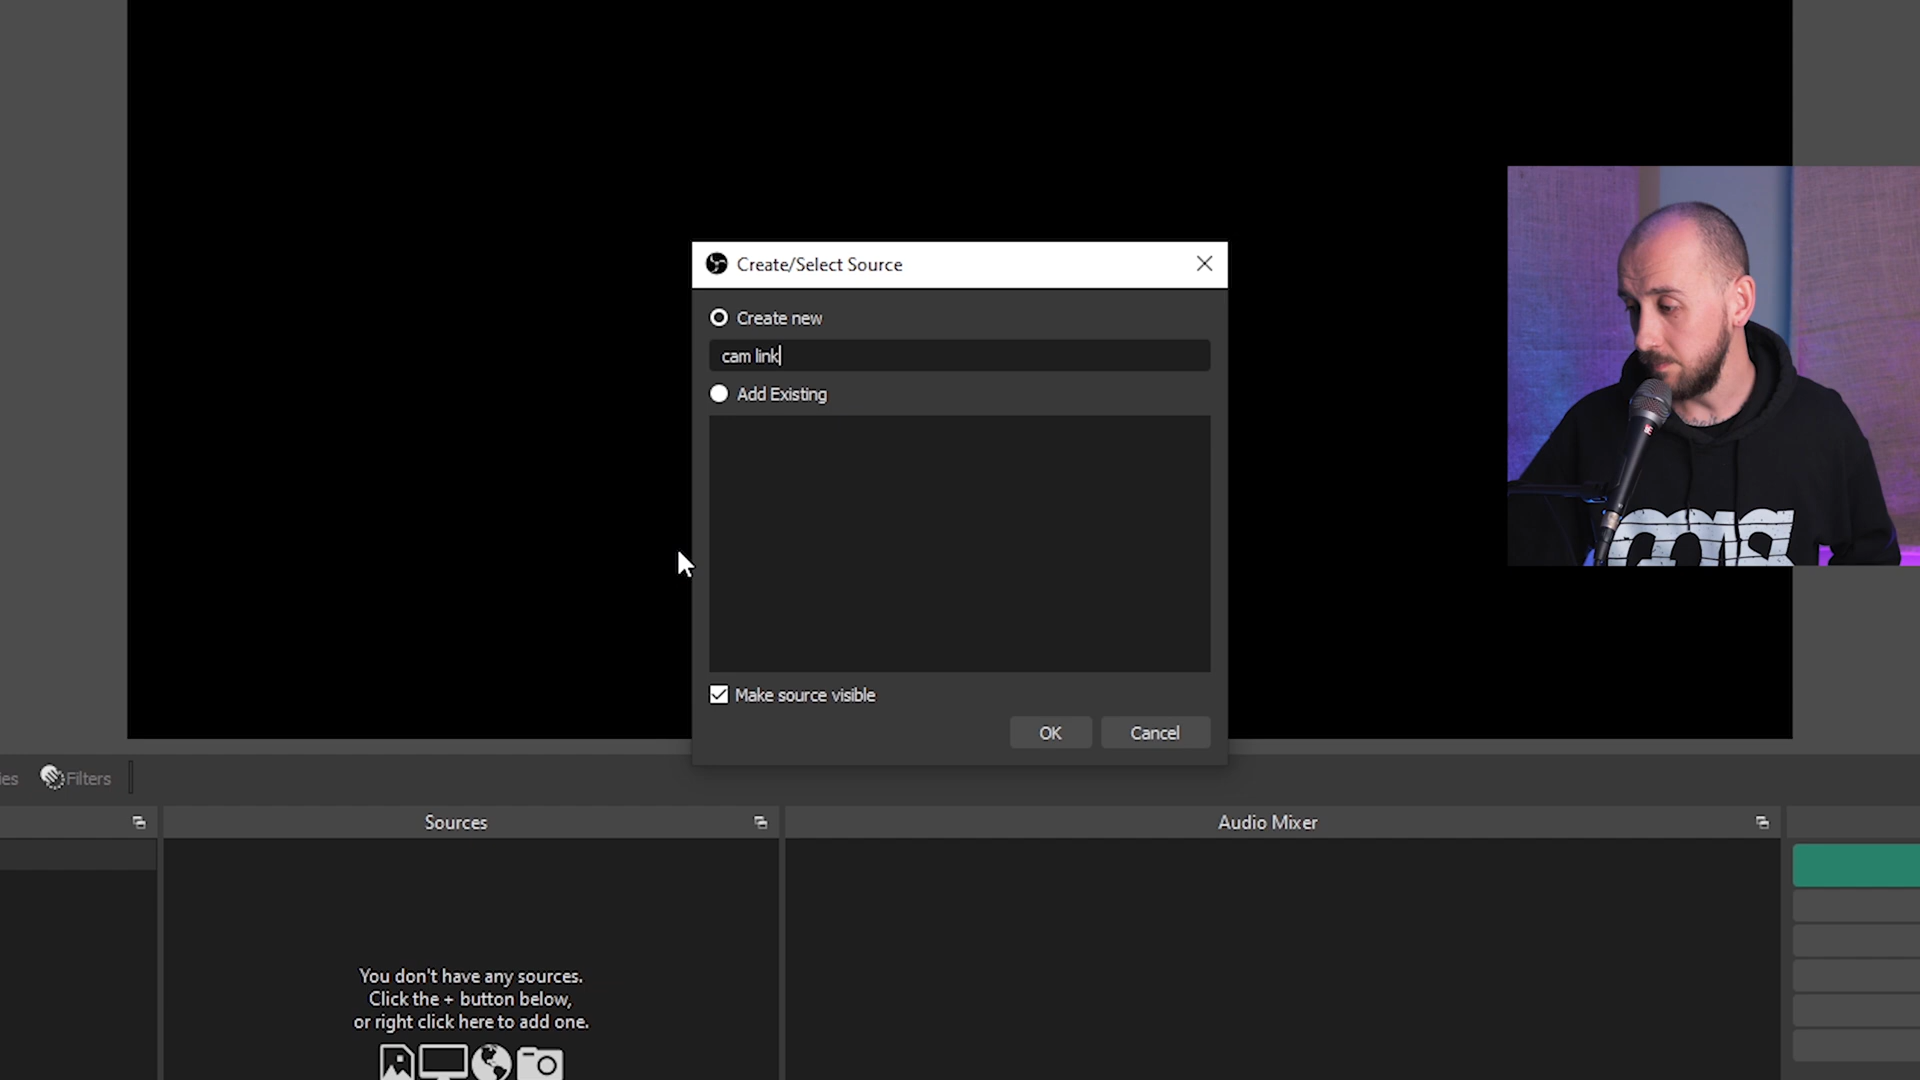 Create/Select Source
Create new
cam link
Add Existing
Make source visible
OK
Cancel
ies
Filters
Sources
Audio Mixer
You don't have any sources.
Click the + button below,
or right click here to add one.